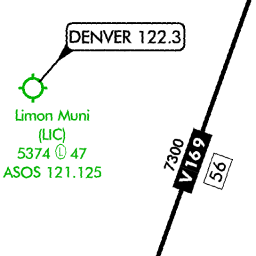 DENVER 122.3
Limon Muni
(LIC)
5374 Ⓛ 47
ASOS 121.125
7300
V169
56